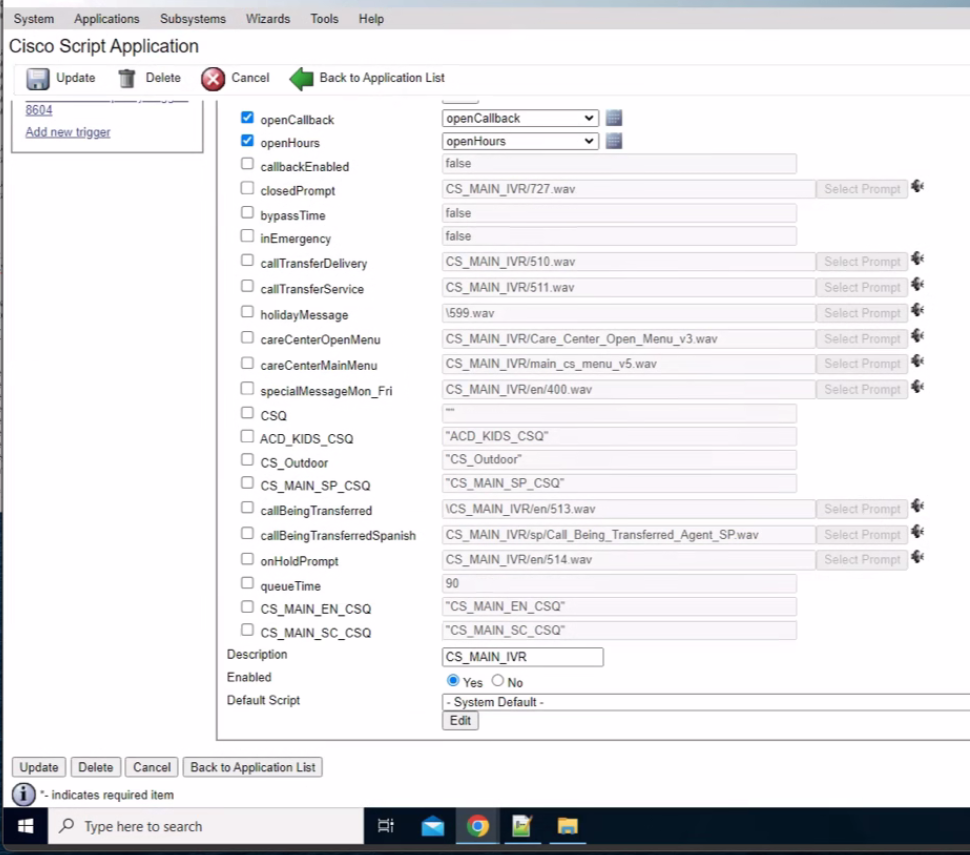 System Applications Subsystems Wizards Tools Help
Cisco Script Application
Update Delete Cancel Back to Application List
8604
Add new trigger
openCallback openCallback
openHours openHours
callbackEnabled false
closedPrompt CS_MAIN_IVR/727.wav Select Prompt
bypassTime false
inEmergency false
callTransferDelivery CS_MAIN_IVR/510.wav Select Prompt
callTransferService CS_MAIN_IVR/511.wav Select Prompt
holidayMessage \599.wav Select Prompt
careCenterOpenMenu CS_MAIN_IVR/Care_Center_Open_Menu_v3.wav Select Prompt
careCenterMainMenu CS_MAIN_IVR/main_cs_menu_v5.wav Select Prompt
specialMessageMon_Fri CS_MAIN_IVR/en/400.wav Select Prompt
CSQ ""
ACD_KIDS_CSQ "ACD_KIDS_CSQ"
CS_Outdoor "CS_Outdoor"
CS_MAIN_SP_CSQ "CS_MAIN_SP_CSQ"
callBeingTransferred \CS_MAIN_IVR/en/513.wav Select Prompt
callBeingTransferredSpanish CS_MAIN_IVR/sp/Call_Being_Transferred_Agent_SP.wav Select Prompt
onHoldPrompt CS_MAIN_IVR/en/514.wav Select Prompt
queueTime 90
CS_MAIN_EN_CSQ "CS_MAIN_EN_CSQ"
CS_MAIN_SC_CSQ "CS_MAIN_SC_CSQ"
Description CS_MAIN_IVR
Enabled Yes No
Default Script - System Default -
Edit
Update Delete Cancel Back to Application List
*- indicates required item
Type here to search